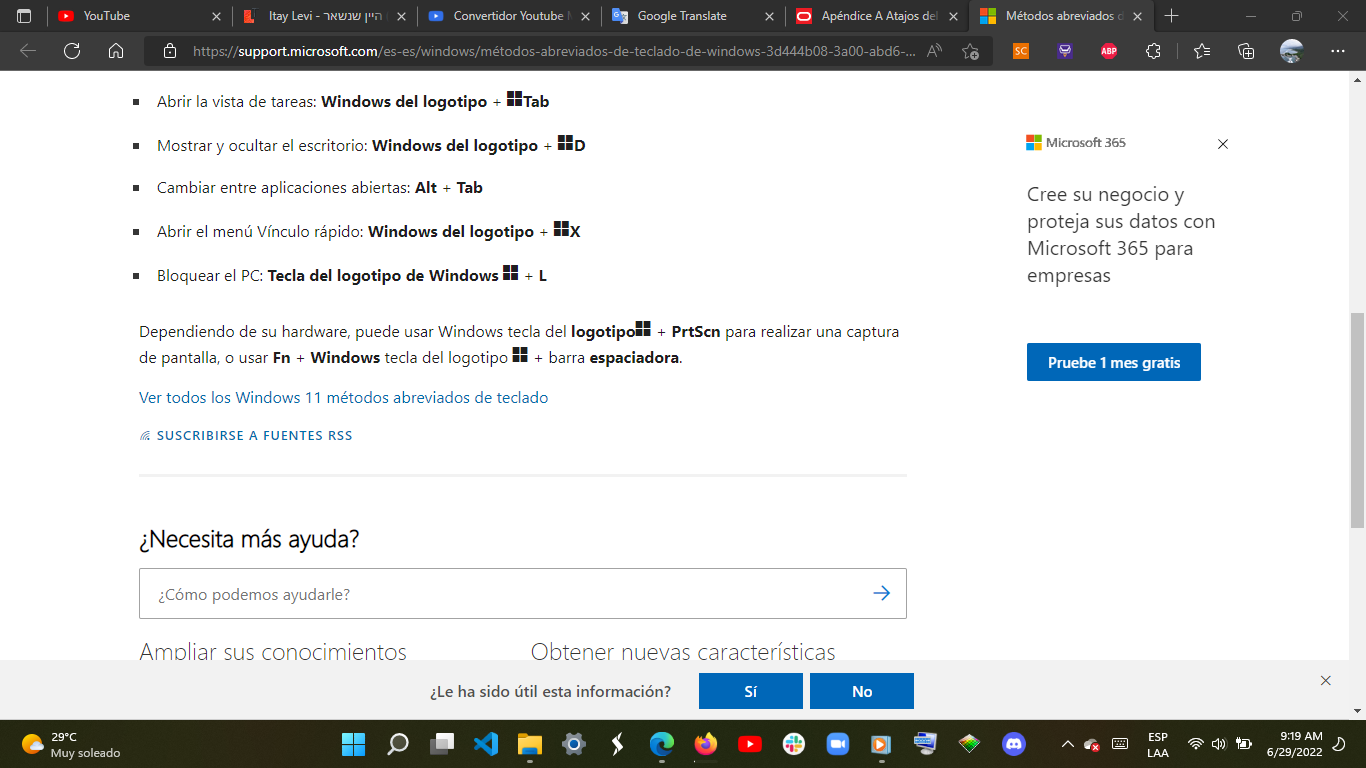 YouTube
Itay Levi - היין שנשאר
Convertidor Youtube M
Google Translate
Apéndice A Atajos del
Métodos abreviados d
https://support.microsoft.com/es-es/windows/métodos-abreviados-de-teclado-de-windows-3d444b08-3a00-abd6-...
SC
ABP
Abrir la vista de tareas: Windows del logotipo + Tab
Mostrar y ocultar el escritorio: Windows del logotipo + D
Cambiar entre aplicaciones abiertas: Alt + Tab
Abrir el menú Vínculo rápido: Windows del logotipo + X
Bloquear el PC: Tecla del logotipo de Windows + L
Dependiendo de su hardware, puede usar Windows tecla del logotipo + PrtScn para realizar una captura
de pantalla, o usar Fn + Windows tecla del logotipo + barra espaciadora.
Ver todos los Windows 11 métodos abreviados de teclado
SUSCRIBIRSE A FUENTES RSS
Microsoft 365
Cree su negocio y
proteja sus datos con
Microsoft 365 para
empresas
Pruebe 1 mes gratis
¿Necesita más ayuda?
¿Cómo podemos ayudarle?
Ampliar sus conocimientos
Obtener nuevas características
¿Le ha sido útil esta información?
Sí
No
29°C
Muy soleado
ESP
LAA
9:19 AM
6/29/2022